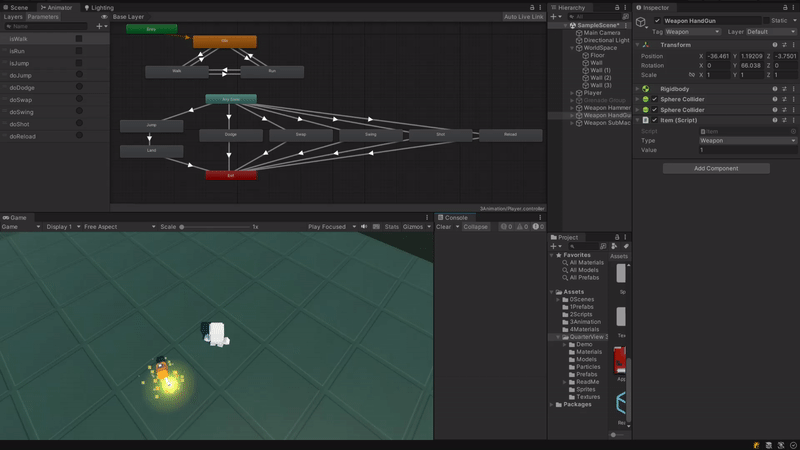 Scene Animator Lighting
Layers Parameters Base Layer Auto Live Link
Name
isWalk
isRun
isJump
doJump
doDodge
doSwap
doSwing
doShot
doReload
Entry
Idle
Walk Run
Any State
Jump Dodge Swap Swing Shot Reload
Land
Exit
3Animation/Player.controller
Game
Game Display 1 Free Aspect Scale 1x Play Focused Stats Gizmos
Console
Clear Collapse 0 0 0
Hierarchy
All
SampleScene*
Main Camera
Directional Light
WorldSpace
Floor
Wall
Wall (1)
Wall (2)
Wall (3)
Player
Grenade Group
Weapon Hammer
Weapon HandGu
Weapon SubMac
Project
Favorites
All Materials
All Models
All Prefabs
Assets
0Scenes
1Prefabs
2Scripts
3Animation
4Materials
QuarterView
Demo
Materials
Models
Particles
Prefabs
ReadMe
Sprites
Textures
Packages
Assets
Inspector
Weapon HandGun Static
Tag Weapon Layer Default
Transform
Position X -36.461 Y 1.19209 Z -3.7501
Rotation X 0 Y 66.038 Z 0
Scale X 1 Y 1 Z 1
Rigidbody
Sphere Collider
Sphere Collider
Item (Script)
Script Item
Type Weapon
Value 1
Add Component